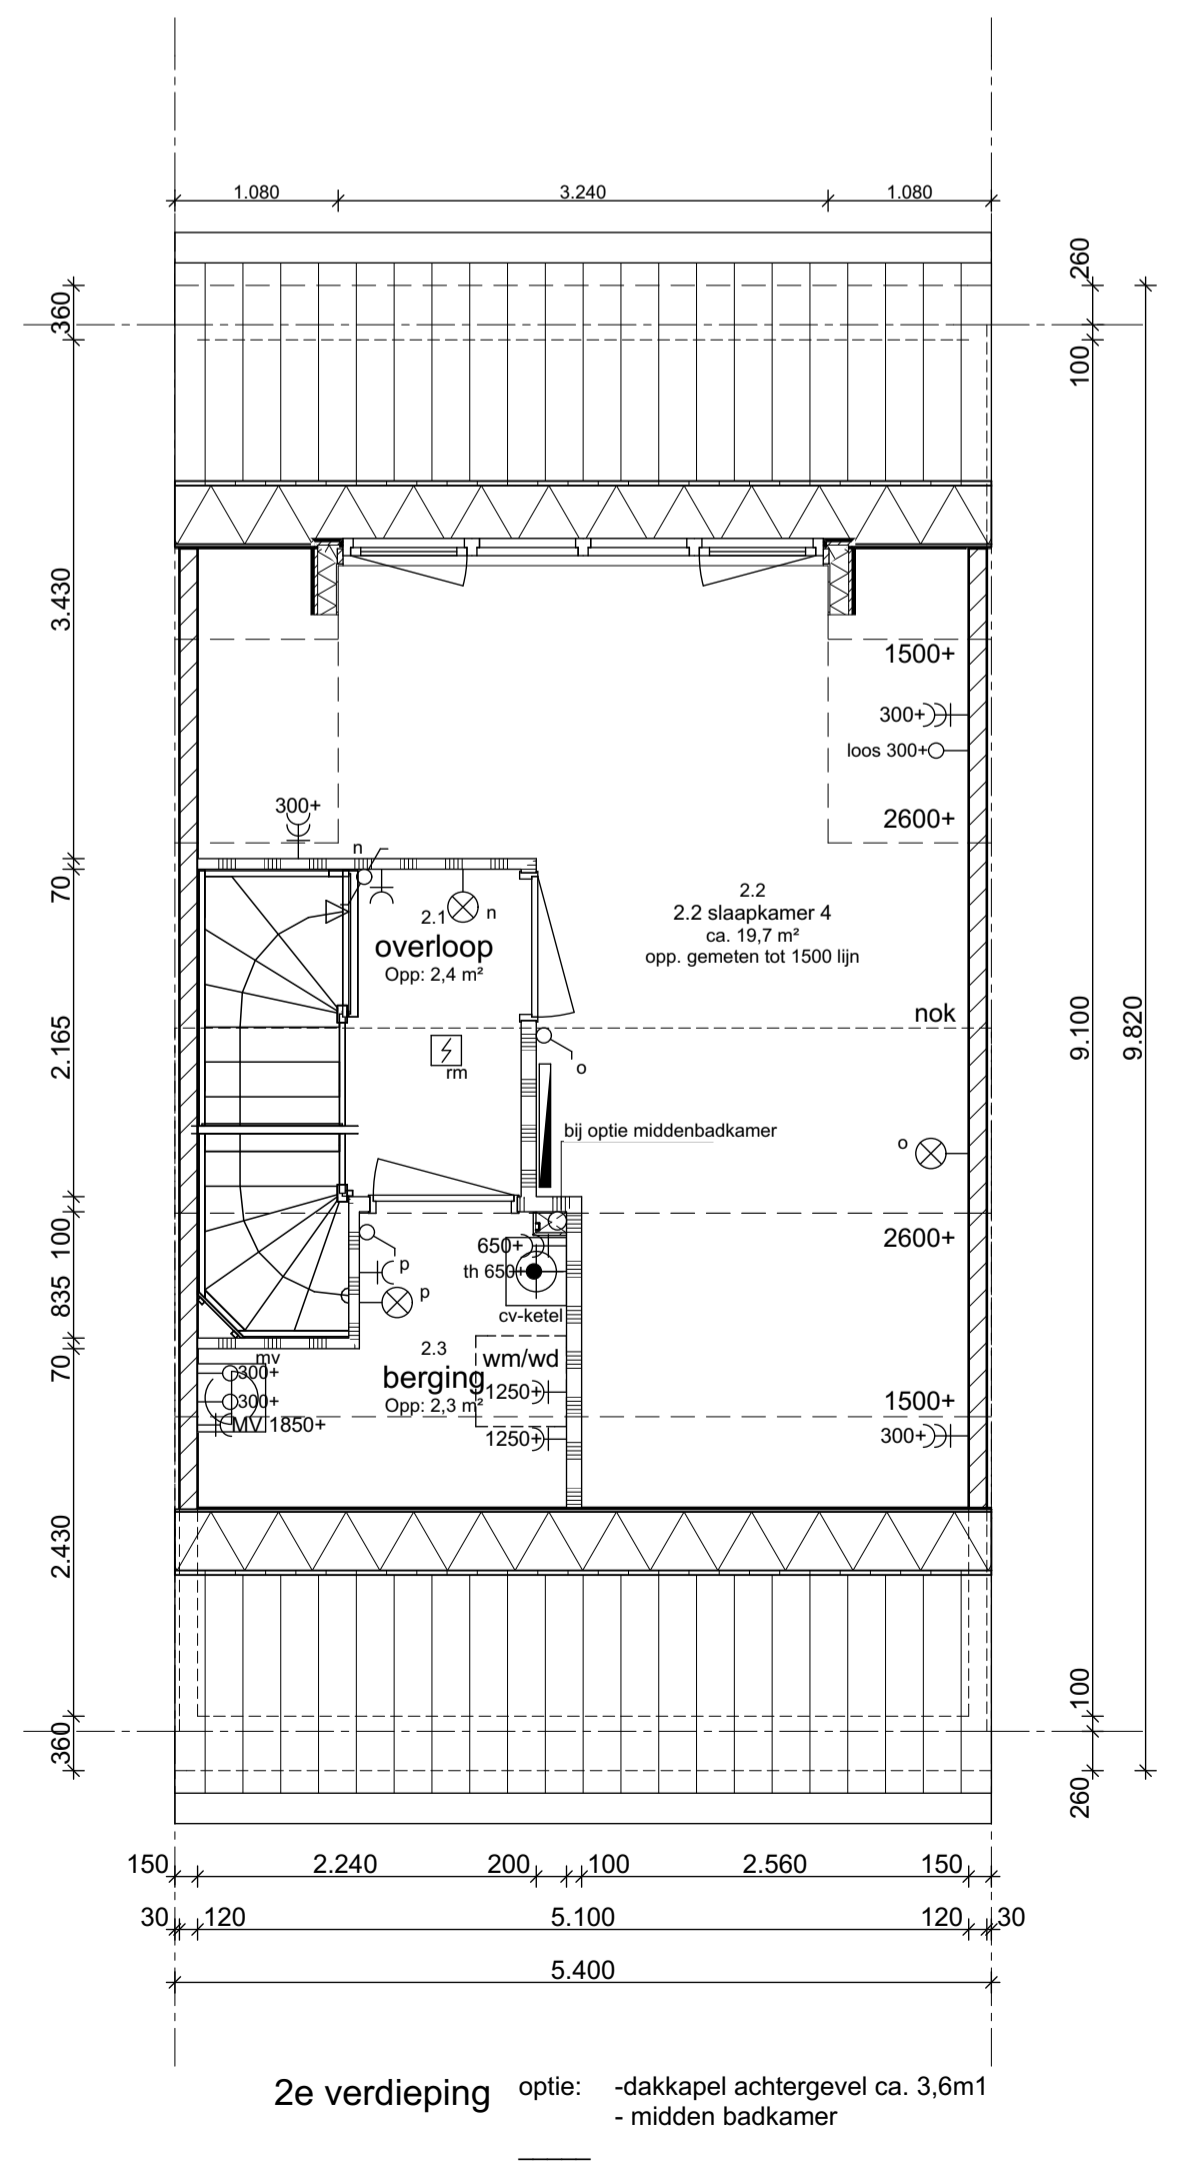 1.080
3.240
1.080
260
360
100
3.430
1500+
300+
loos 300+
2600+
300+
n
70
2.1
n
overloop
Opp: 2,4 m²
2.2
2.2 slaapkamer 4
ca. 19,7 m²
opp. gemeten tot 1500 lijn
nok
2.165
9.100
9.820
rm
o
bij optie middenbadkamer
o
100
2600+
650+
p
th 650+
835
p
cv-ketel
70
mv
2.3
wm/wd
300+
berging
1250+
300+
Opp: 2,3 m²
1500+
MV 1850+
1250+
300+
2.430
100
360
260
150
2.240
200
100
2.560
150
30
120
5.100
120
30
5.400
2e verdieping
optie:
-dakkapel achtergevel ca. 3,6m1
- midden badkamer